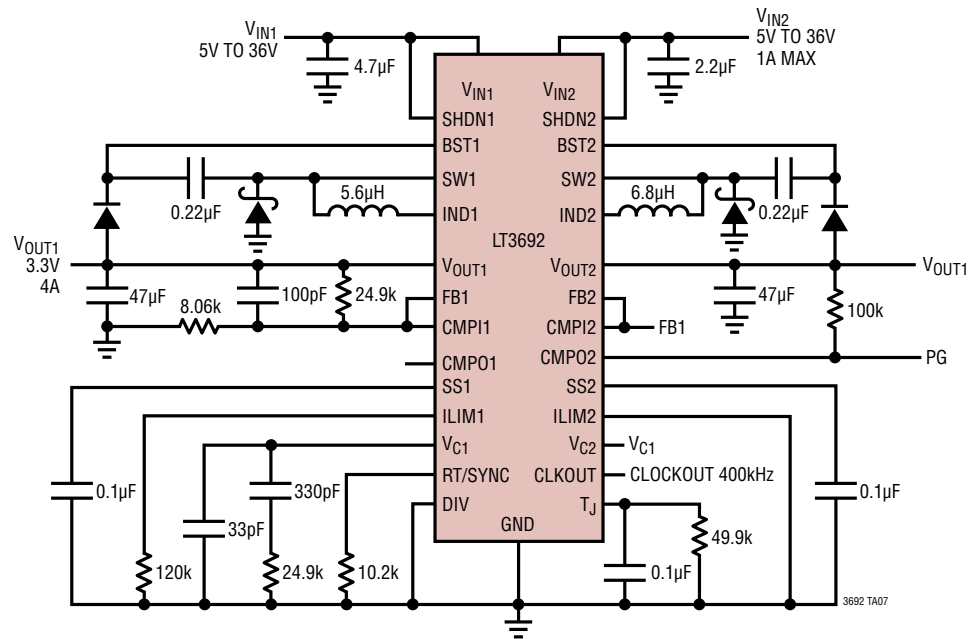 VIN1
5V TO 36V
4.7µF
VIN2
5V TO 36V
1A MAX
2.2µF
VIN1
VIN2
SHDN1
SHDN2
BST1
BST2
0.22µF
5.6µH
SW1
SW2
6.8µH
0.22µF
IND1
IND2
LT3692
VOUT1
3.3V
4A
VOUT1
VOUT2
VOUT1
47µF
100pF
24.9k
47µF
100k
8.06k
FB1
FB2
CMPI1
CMPI2
FB1
CMPO1
CMPO2
PG
SS1
SS2
ILIM1
ILIM2
VC1
VC2
VC1
RT/SYNC
CLKOUT
CLOCKOUT 400kHz
DIV
TJ
GND
0.1µF
33pF
330pF
0.1µF
120k
24.9k
10.2k
0.1µF
49.9k
3692 TA07